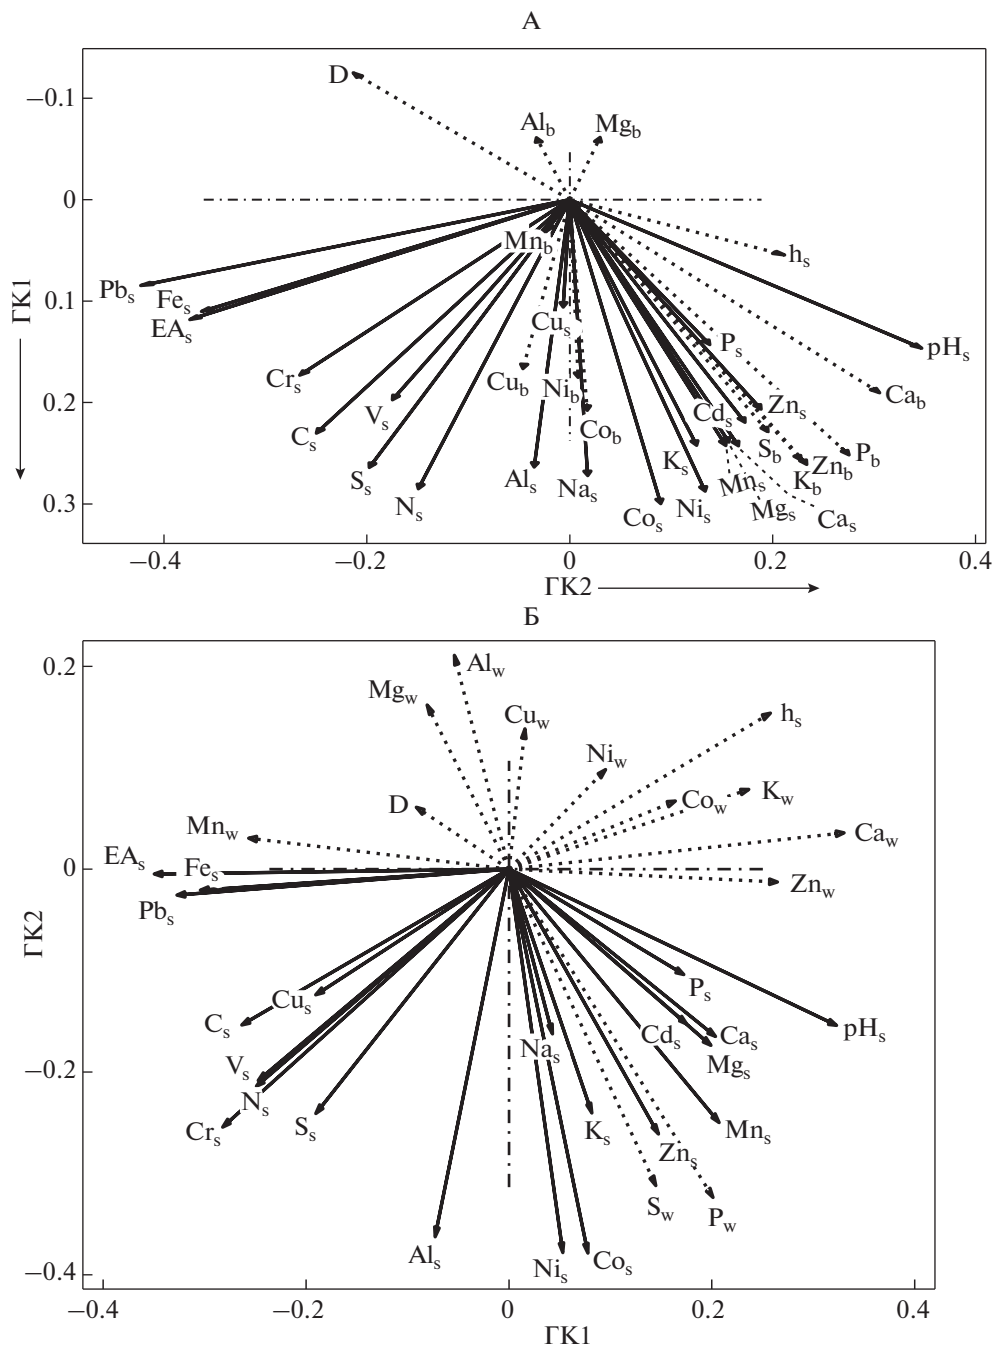 А
D
−0.1
Al_b
Mg_b
0
Mn_b
h_s
Pb_s
Fe_s
0.1
EA_s
Cu_s
P_s
pH_s
ГК1
Cr_s
Cu_b
Ni_b
Ca_b
0.2
V_s
Cd_s
Zn_s
C_s
Co_b
S_b
P_b
S_s
K_s
Zn_b
N_s
Al_s
Na_s
Mn_s
K_b
0.3
Co_s
Ni_s
Mg_s
Ca_s
−0.4
−0.2
0
0.2
0.4
ГК2
Б
0.2
Al_w
Mg_w
Cu_w
h_s
Ni_w
D
Co_w
K_w
Mn_w
Ca_w
EA_s
Fe_s
0
Zn_w
Pb_s
ГК2
Cu_s
P_s
C_s
Na_s
Cd_s
Ca_s
pH_s
V_s
Mg_s
−0.2
N_s
Cr_s
S_s
K_s
Mn_s
Zn_s
S_w
P_w
Al_s
Ni_s
Co_s
−0.4
−0.4
−0.2
0
0.2
0.4
ГК1